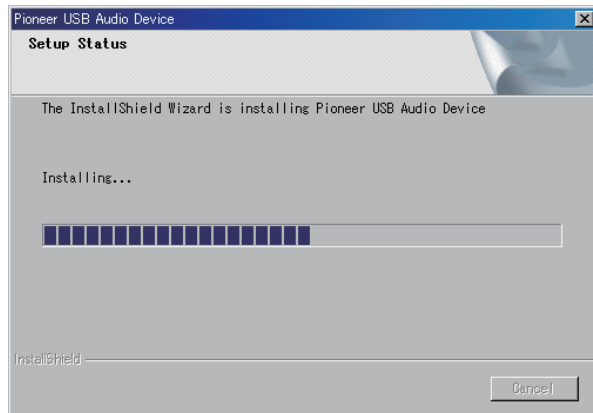 Pioneer USB Audio Device
Setup Status
The InstallShield Wizard is installing Pioneer USB Audio Device
Installing...
InstallShield
Cancel